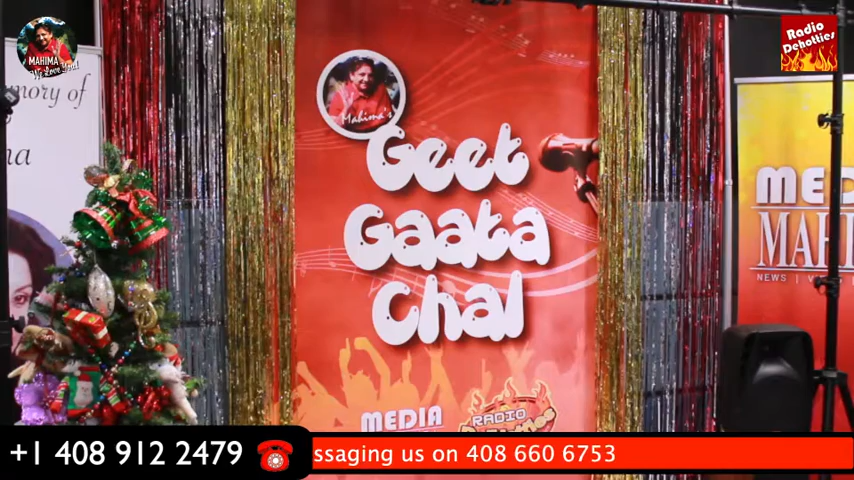 MAHIMA
We Love You!
Radio
Dehotties
mory of
na
Mahima's
Geet
Gaata
Chal
MEDIA
RADIO
MED
MAHI
NEWS | V
+1 408 912 2479
ssaging us on 408 660 6753